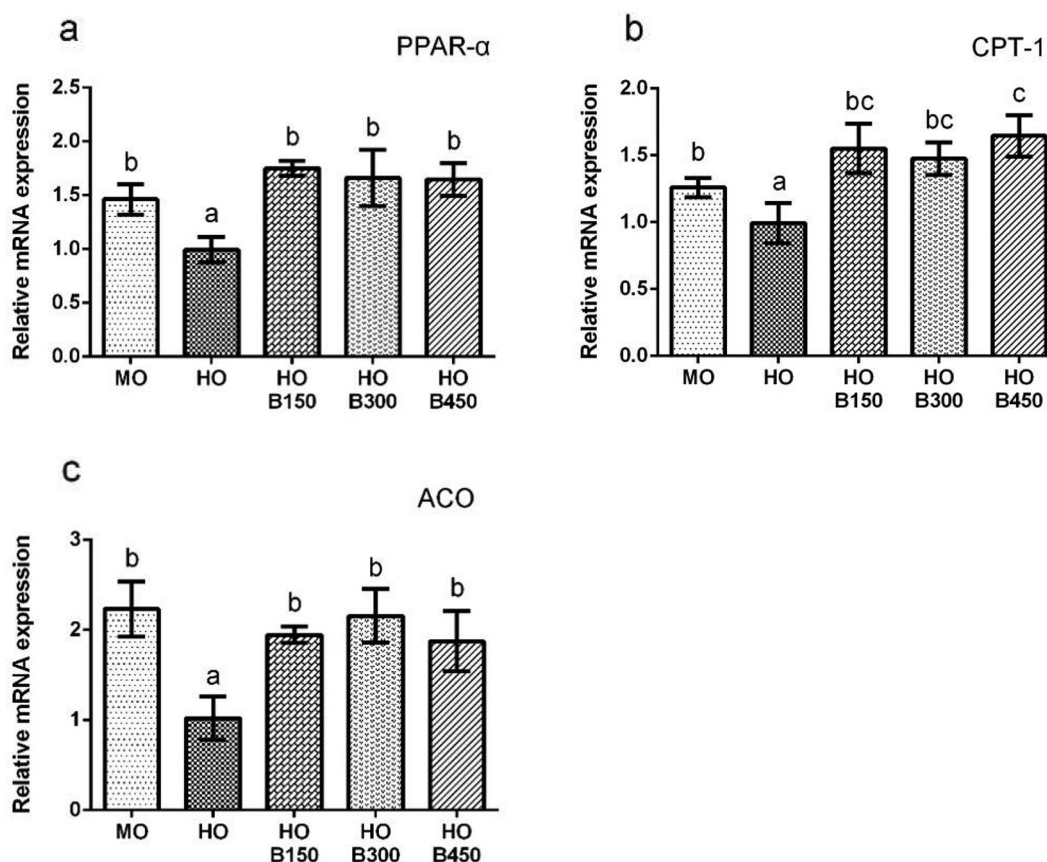 a
PPAR-α
Relative mRNA expression
2.5
2.0
1.5
1.0
0.5
0.0
b
a
b
b
b
MO
HO
HO
B150
HO
B300
HO
B450
b
CPT-1
Relative mRNA expression
2.0
1.5
1.0
0.5
0.0
b
a
bc
bc
c
MO
HO
HO
B150
HO
B300
HO
B450
c
ACO
Relative mRNA expression
3
2
1
0
b
a
b
b
b
MO
HO
HO
B150
HO
B300
HO
B450